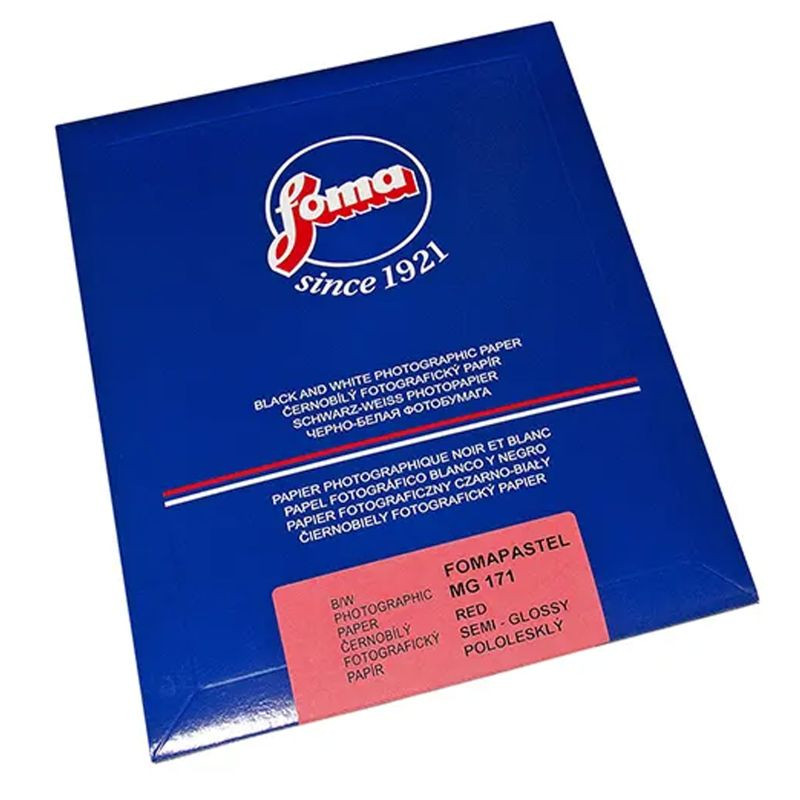 foma
since 1921
BLACK AND WHITE PHOTOGRAPHIC PAPER
ČERNOBÍLÝ FOTOGRAFICKÝ PAPÍR
SCHWARZ-WEISS PHOTOPAPIER
ЧЕРНО-БЕЛАЯ ФОТОБУМАГА
PAPIER PHOTOGRAPHIQUE NOIR ET BLANC
PAPEL FOTOGRÁFICO BLANCO Y NEGRO
PAPIER FOTOGRAFICZNY CZARNO-BIAŁY
ČIERNOBIELY FOTOGRAFICKÝ PAPIER
B/W
PHOTOGRAPHIC
PAPER
ČERNOBÍLÝ
FOTOGRAFICKÝ
PAPÍR
FOMAPASTEL
MG 171
RED
SEMI - GLOSSY
POLOLESKLÝ